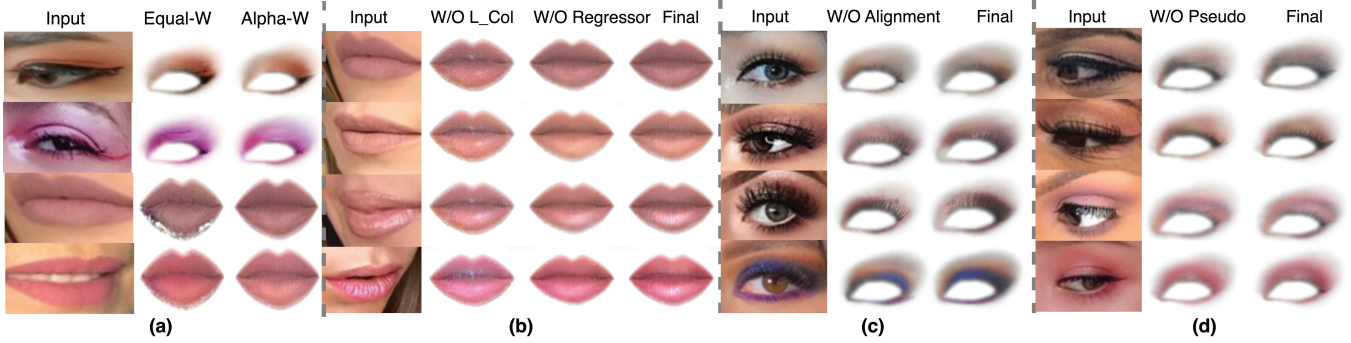 Input Equal-W Alpha-W Input W/O L_Col W/O Regressor Final Input W/O Alignment Final Input W/O Pseudo Final
(a) (b) (c) (d)